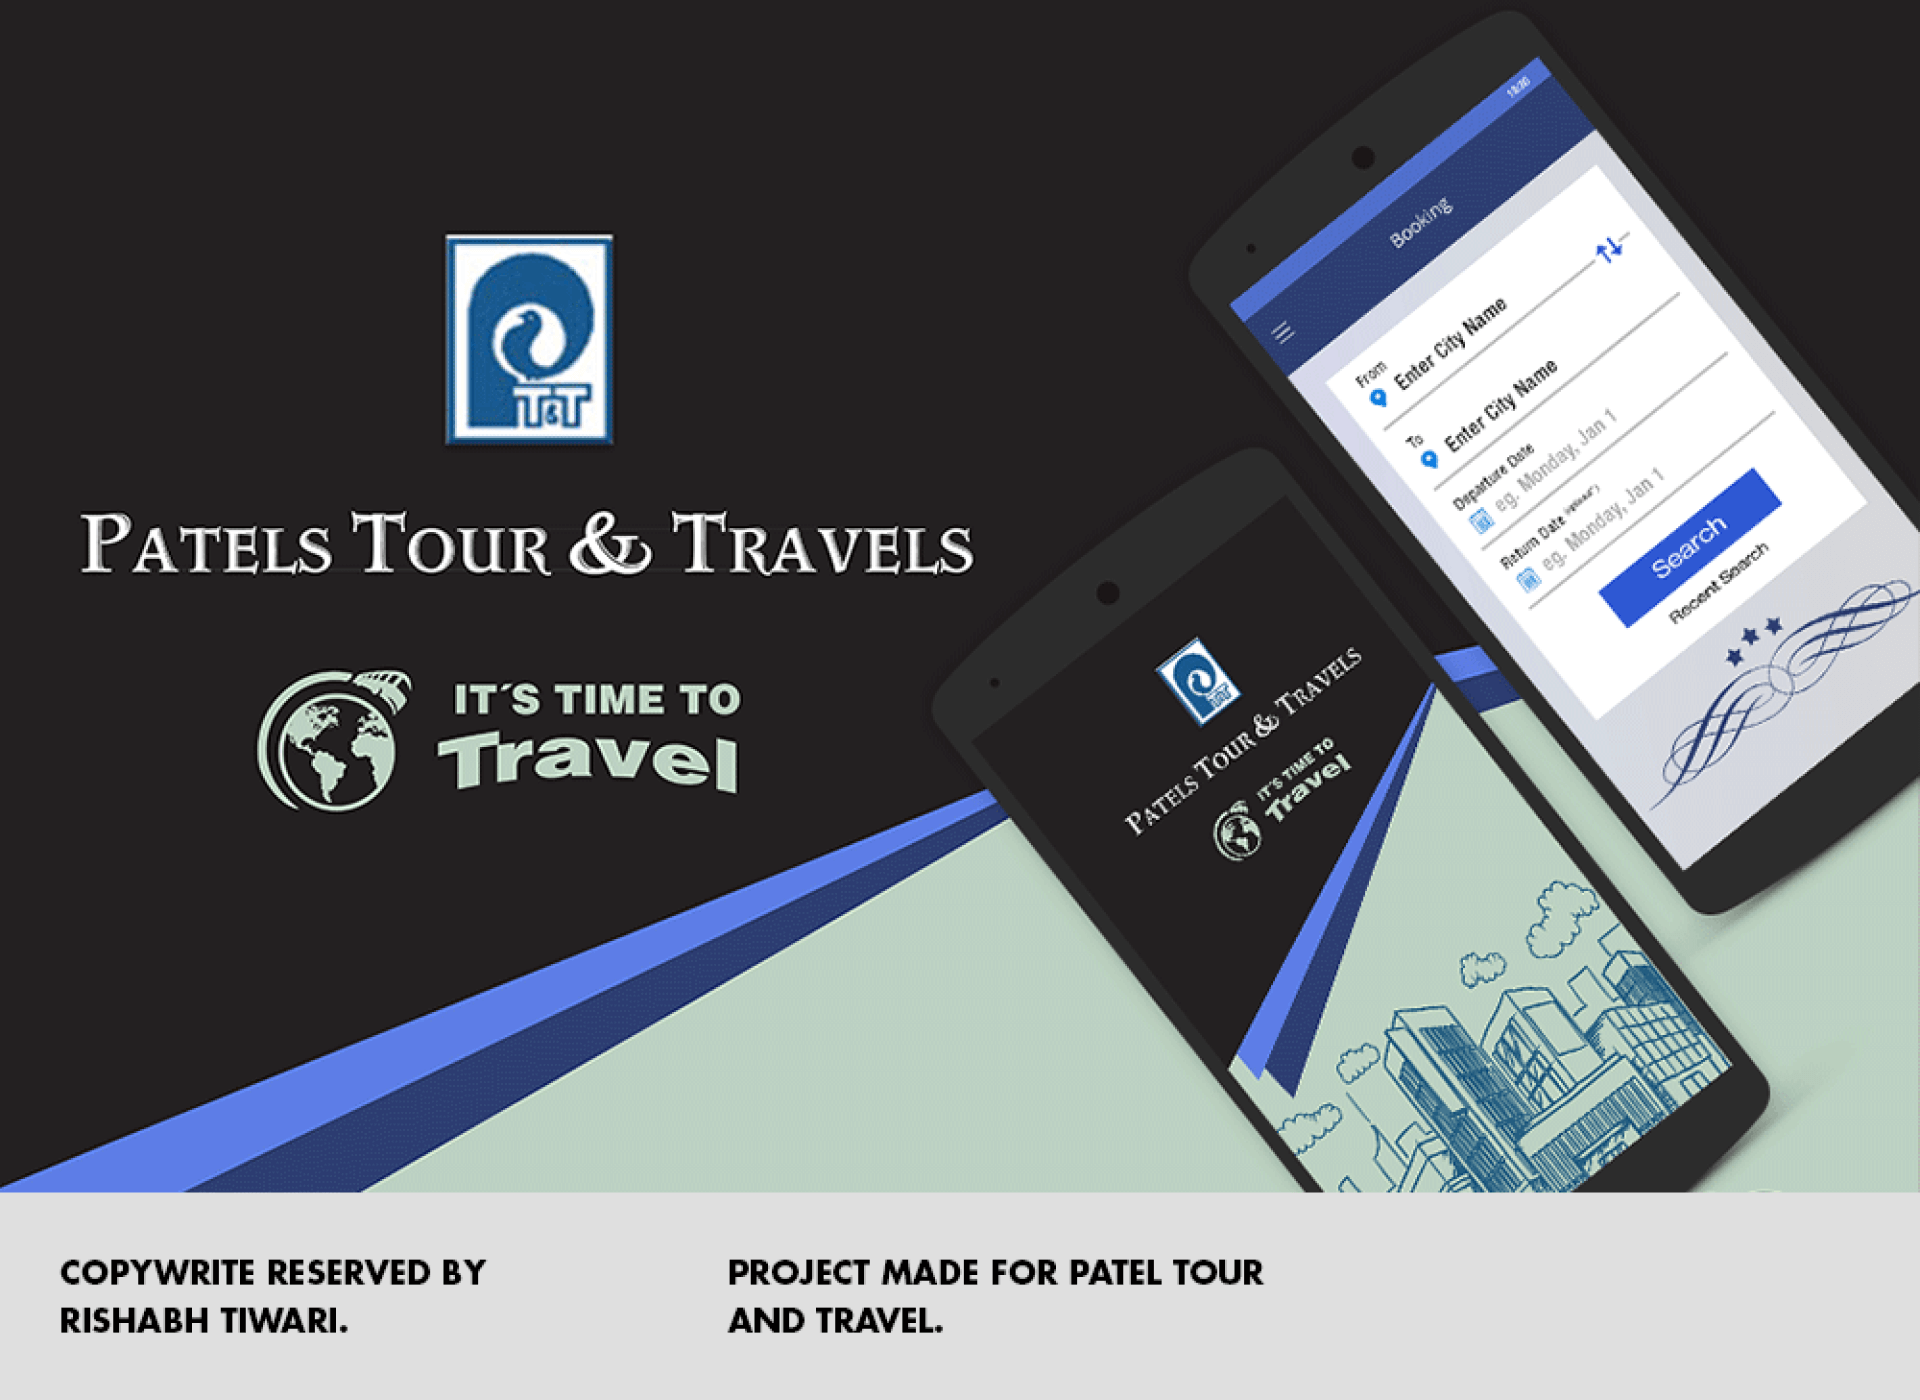 T&T
PATELS TOUR & TRAVELS
IT´S TIME TO
Travel
12:30
Booking
From
Enter City Name
To
Enter City Name
Departure Date
eg. Monday, Jan 1
Return Date
eg. Monday, Jan 1
Search
Recent Search
T&T
PATELS TOUR & TRAVELS
IT´S TIME TO
Travel
COPYWRITE RESERVED BY
RISHABH TIWARI.
PROJECT MADE FOR PATEL TOUR
AND TRAVEL.